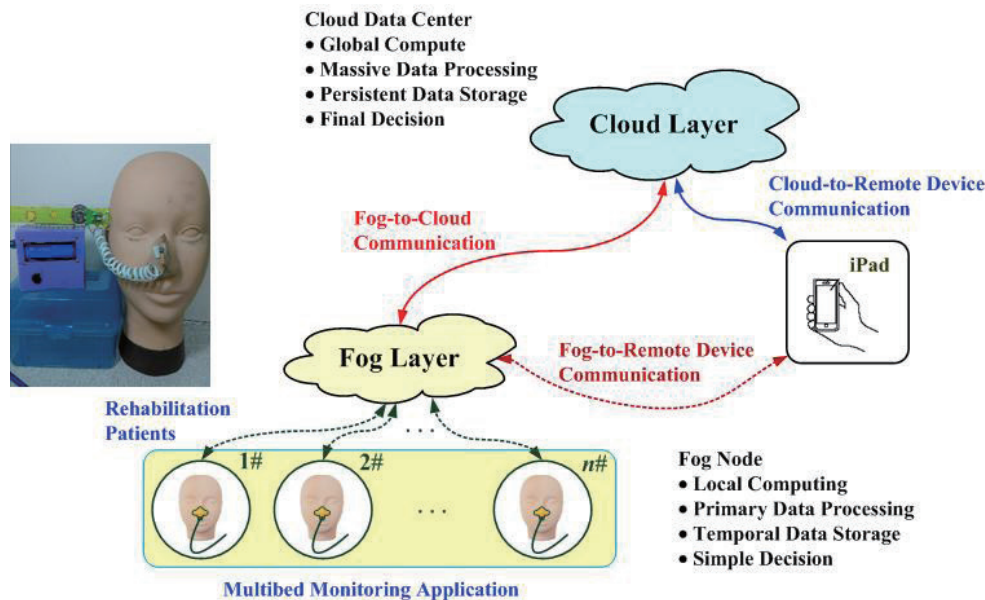 Cloud Data Center
• Global Compute
• Massive Data Processing
• Persistent Data Storage
• Final Decision
Cloud Layer
Cloud-to-Remote Device
Communication
Fog-to-Cloud
Communication
iPad
Fog Layer
Fog-to-Remote Device
Communication
Rehabilitation
Patients
. . .
1#
2#
n#
. . .
Fog Node
• Local Computing
• Primary Data Processing
• Temporal Data Storage
• Simple Decision
Multibed Monitoring Application